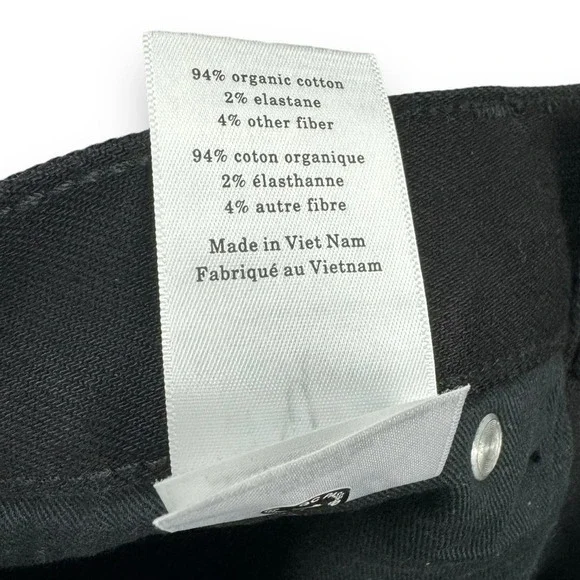 94% organic cotton
2% elastane
4% other fiber
94% coton organique
2% élasthanne
4% autre fibre
Made in Viet Nam
Fabriqué au Vietnam